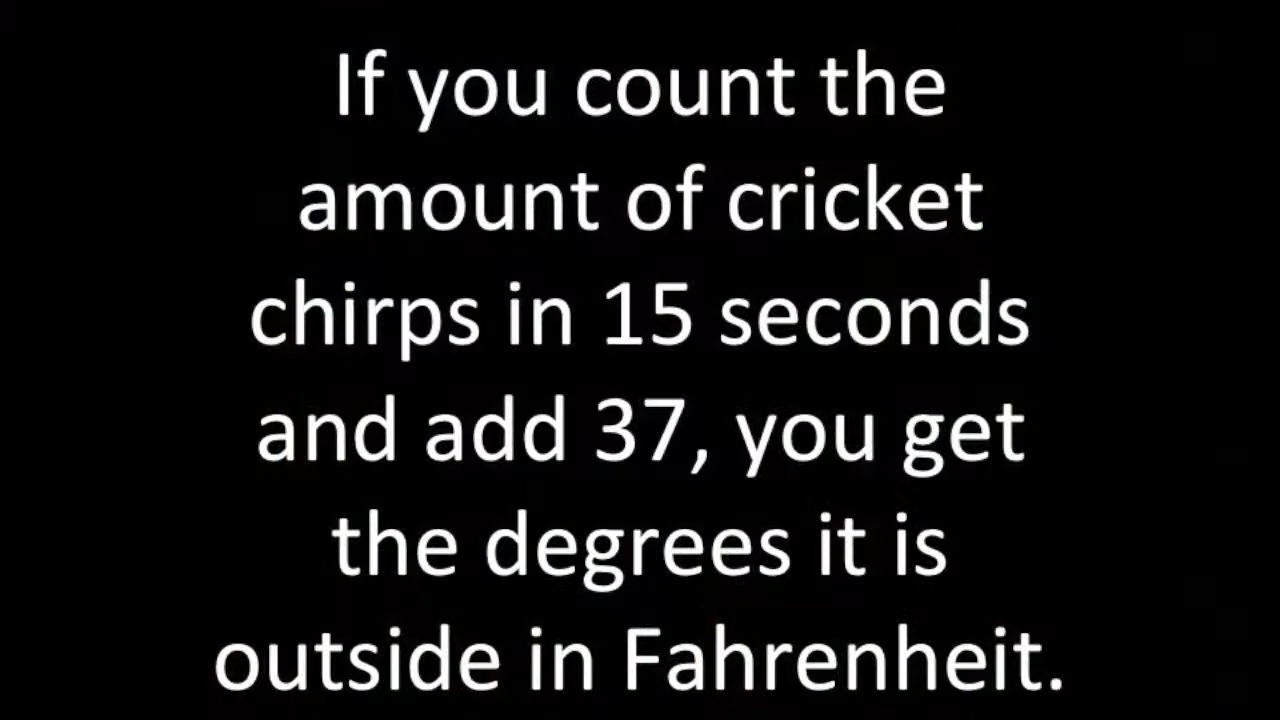 If you count the
amount of cricket
chirps in 15 seconds
and add 37, you get
the degrees it is
outside in Fahrenheit.